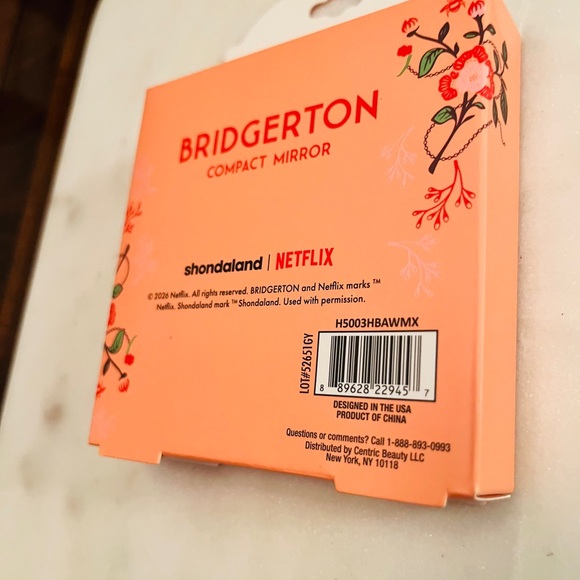 BRIDGERTON
COMPACT MIRROR
shondaland | NETFLIX
© 2026 Netflix. All rights reserved. BRIDGERTON and Netflix marks ™
Netflix. Shondaland mark ™ Shondaland. Used with permission.
H5003HBAWMX
LOT#52651GY
8 89628 22945 7
DESIGNED IN THE USA
PRODUCT OF CHINA
Questions or comments? Call 1-888-893-0993
Distributed by Centric Beauty LLC
New York, NY 10118